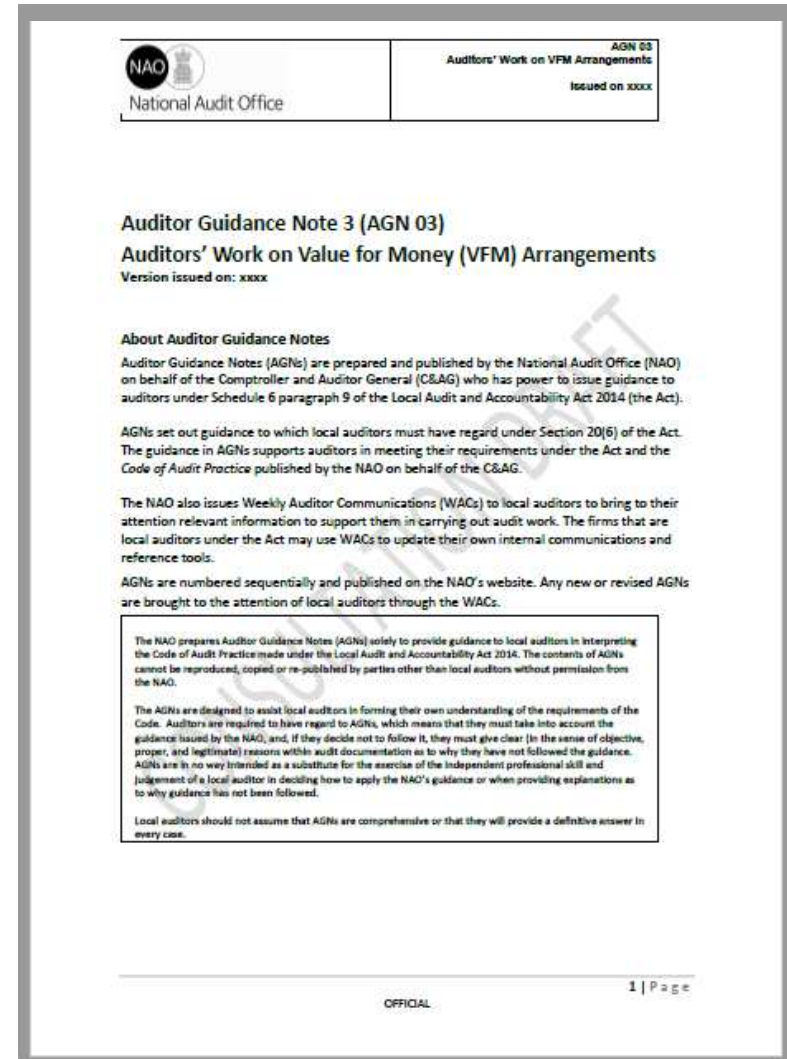 NAO
National Audit Office
AGN 03
Auditors' Work on VFM Arrangements
Issued on xxxx
Auditor Guidance Note 3 (AGN 03)
Auditors' Work on Value for Money (VFM) Arrangements
Version issued on: xxxx
About Auditor Guidance Notes
Auditor Guidance Notes (AGNs) are prepared and published by the National Audit Office (NAO)
on behalf of the Comptroller and Auditor General (C&AG) who has power to issue guidance to
auditors under Schedule 6 paragraph 9 of the Local Audit and Accountability Act 2014 (the Act).
AGNs set out guidance to which local auditors must have regard under Section 20(6) of the Act.
The guidance in AGNs supports auditors in meeting their requirements under the Act and the
Code of Audit Practice published by the NAO on behalf of the C&AG.
The NAO also issues Weekly Auditor Communications (WACs) to local auditors to bring to their
attention relevant information to support them in carrying out audit work. The firms that are
local auditors under the Act may use WACs to update their own internal communications and
reference tools.
AGNs are numbered sequentially and published on the NAO's website. Any new or revised AGNs
are brought to the attention of local auditors through the WACs.
The NAO prepares Auditor Guidance Notes (AGNs) solely to provide guidance to local auditors in interpreting
the Code of Audit Practice made under the Local Audit and Accountability Act 2014. The contents of AGNs
cannot be reproduced, copied or re-published by parties other than local auditors without permission from
the NAO.
The AGNs are designed to assist local auditors in forming their own understanding of the requirements of the
Code. Auditors are required to have regard to AGNs, which means that they must take into account the
guidance issued by the NAO, and, if they decide not to follow it, they must give clear (in the sense of objective,
proper, and legitimate) reasons within audit documentation as to why they have not followed the guidance.
AGNs are in no way intended as a substitute for the exercise of the independent professional skill and
judgement of a local auditor in deciding how to apply the NAO's guidance or when providing explanations as
to why guidance has not been followed.
Local auditors should not assume that AGNs are comprehensive or that they will provide a definitive answer in
every case.
CONSULTATION DRAFT
1 | Page
OFFICIAL